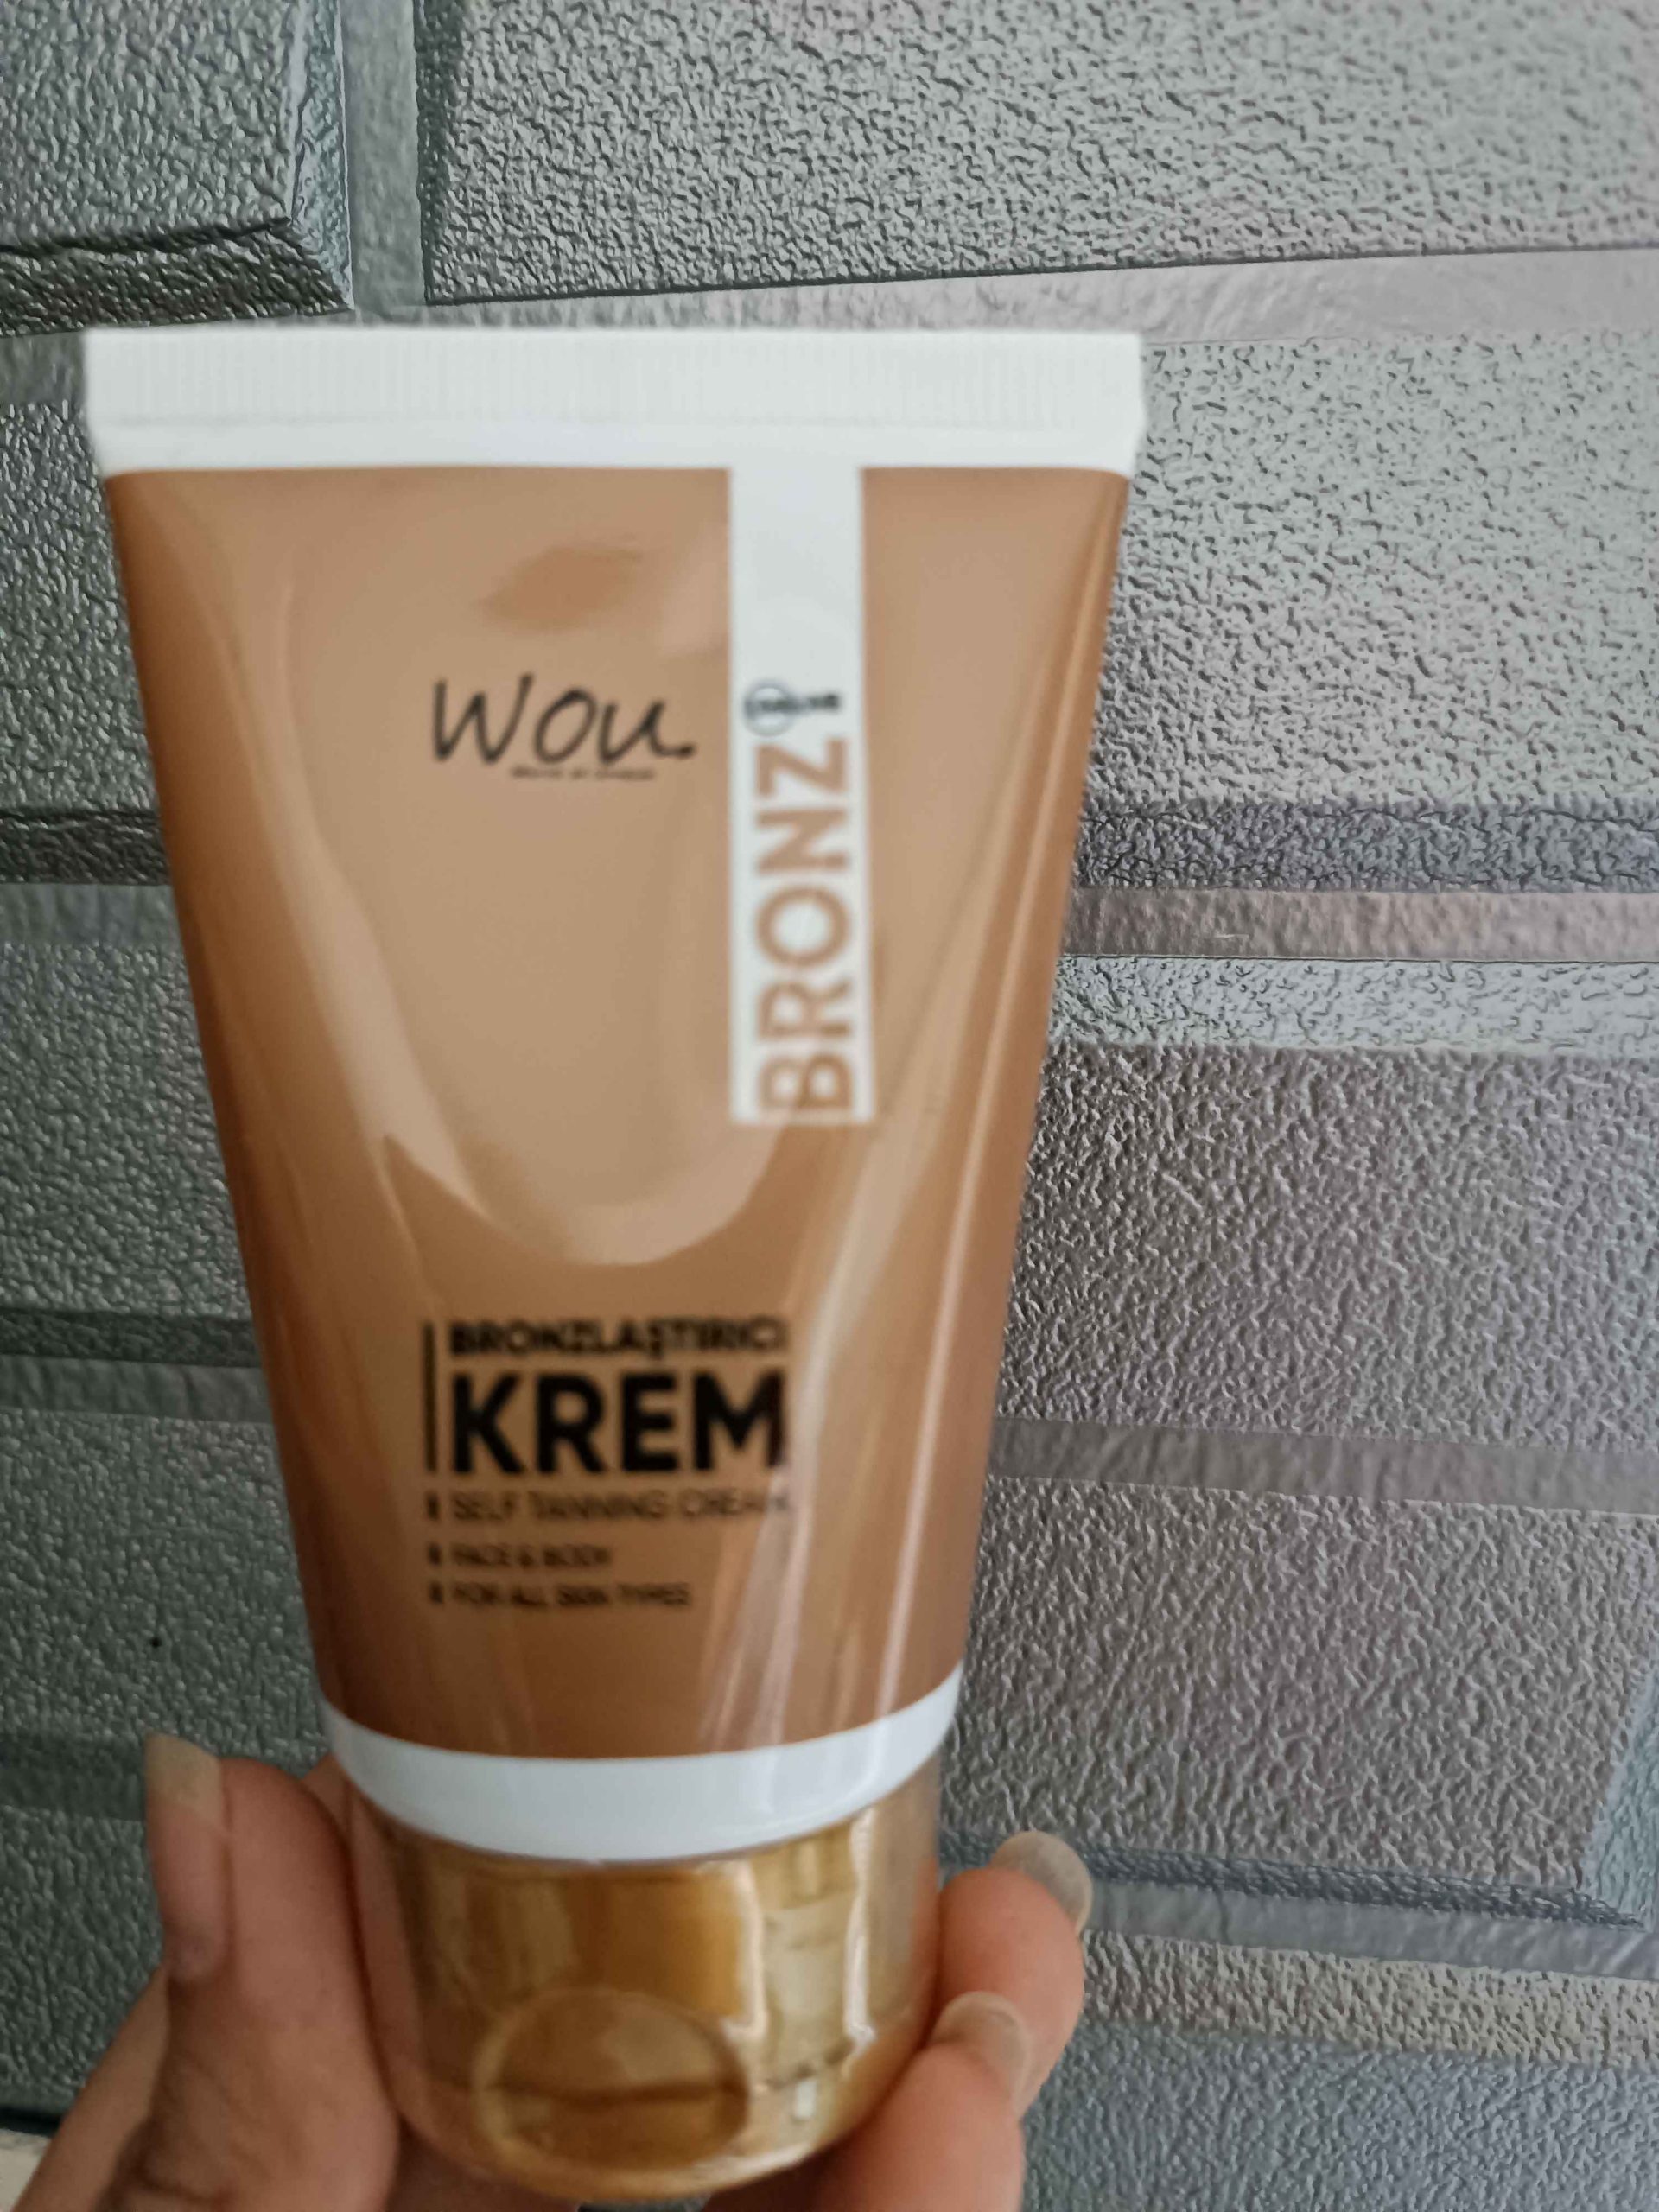 Wou
BRONZ
BRONZLAŞTIRICI
KREM
SELF TANNING CREAM
FACE & BODY
FOR ALL SKIN TYPES